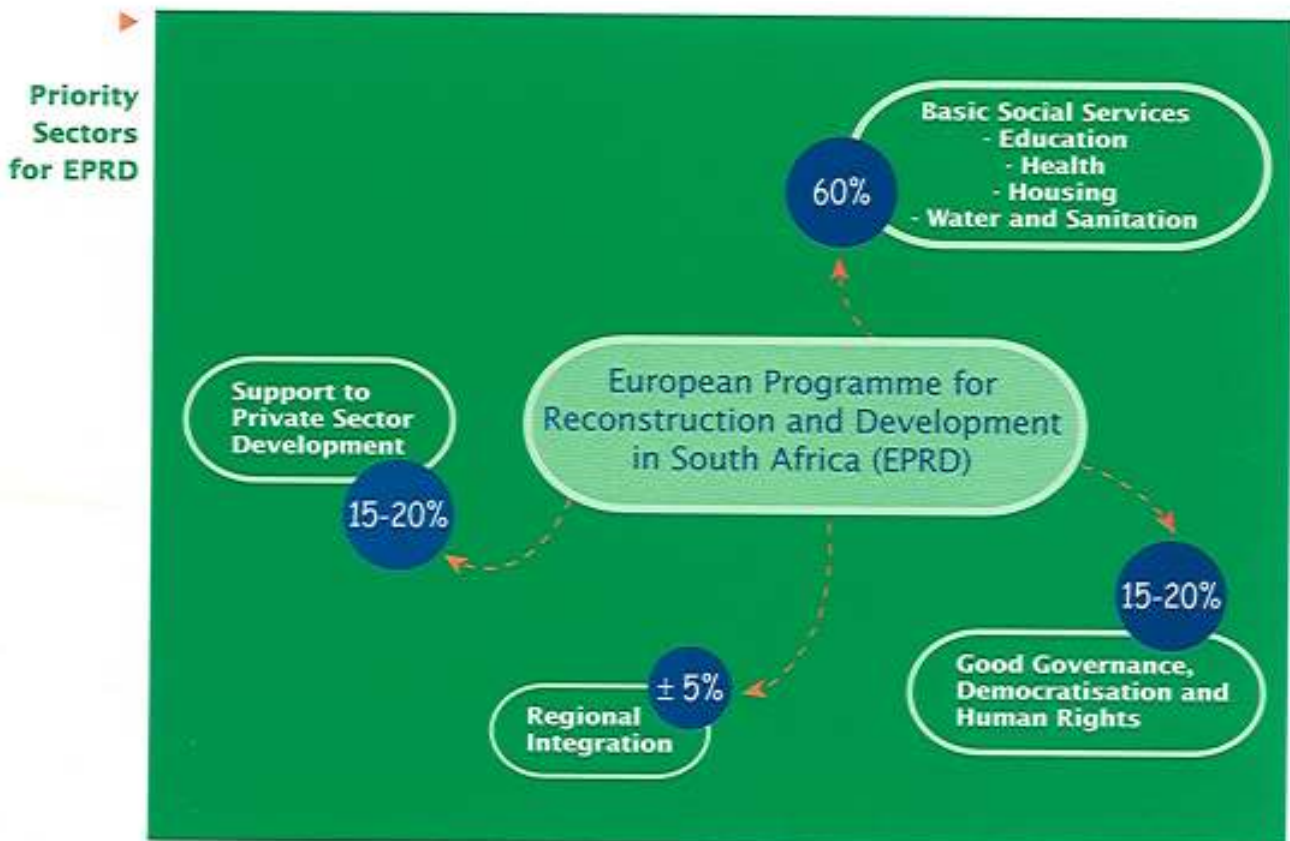 Priority
Sectors
for EPRD
Basic Social Services
- Education
- Health
- Housing
- Water and Sanitation
60%
European Programme for
Reconstruction and Development
in South Africa (EPRD)
Support to
Private Sector
Development
15-20%
15-20%
Good Governance,
Democratisation and
Human Rights
± 5%
Regional
Integration